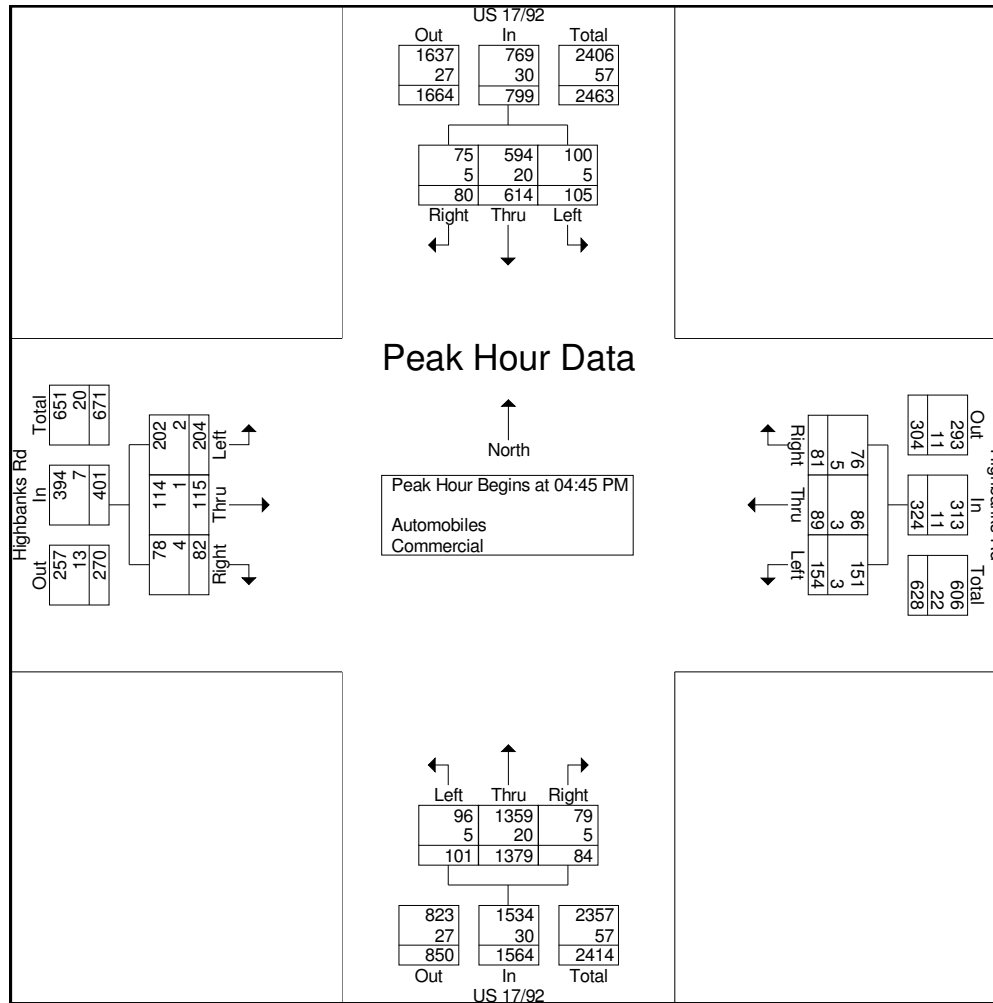 US 17/92
Out In Total
1637 769 2406
27 30 57
1664 799 2463
75 594 100
5 20 5
80 614 105
Right Thru Left
Peak Hour Data
North
Peak Hour Begins at 04:45 PM
Automobiles
Commercial
Highbanks Rd
Total In Out
651 394 257
20 7 13
671 401 270
202 114 78
2 1 4
204 115 82
Left Thru Right
Out In Total
293 313 606
11 11 22
304 324 628
76 86 151
5 3 3
81 89 154
Right Thru Left
Left Thru Right
96 1359 79
5 20 5
101 1379 84
823 1534 2357
27 30 57
850 1564 2414
Out In Total
US 17/92